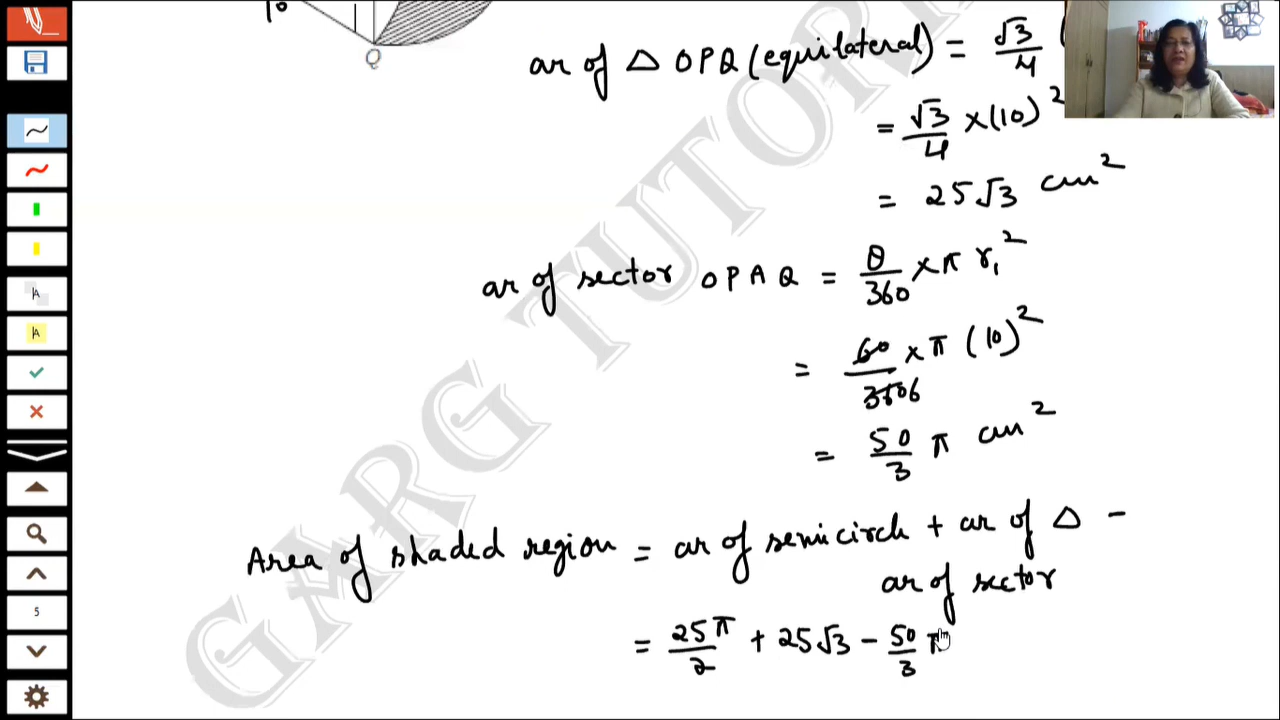 10
Q
ar of △ OPQ (equilateral) = √3/4
= √3/4 × (10)²
= 25√3 cm²
ar of sector OPAQ = θ/360 × π r₁²
= 60/360 6 × π (10)²
= 50/3 π cm²
Area of shaded region = ar of semicircle + ar of △ −
ar of sector
= 25π/2 + 25√3 − 50/3 π
5
GARG TUTOR